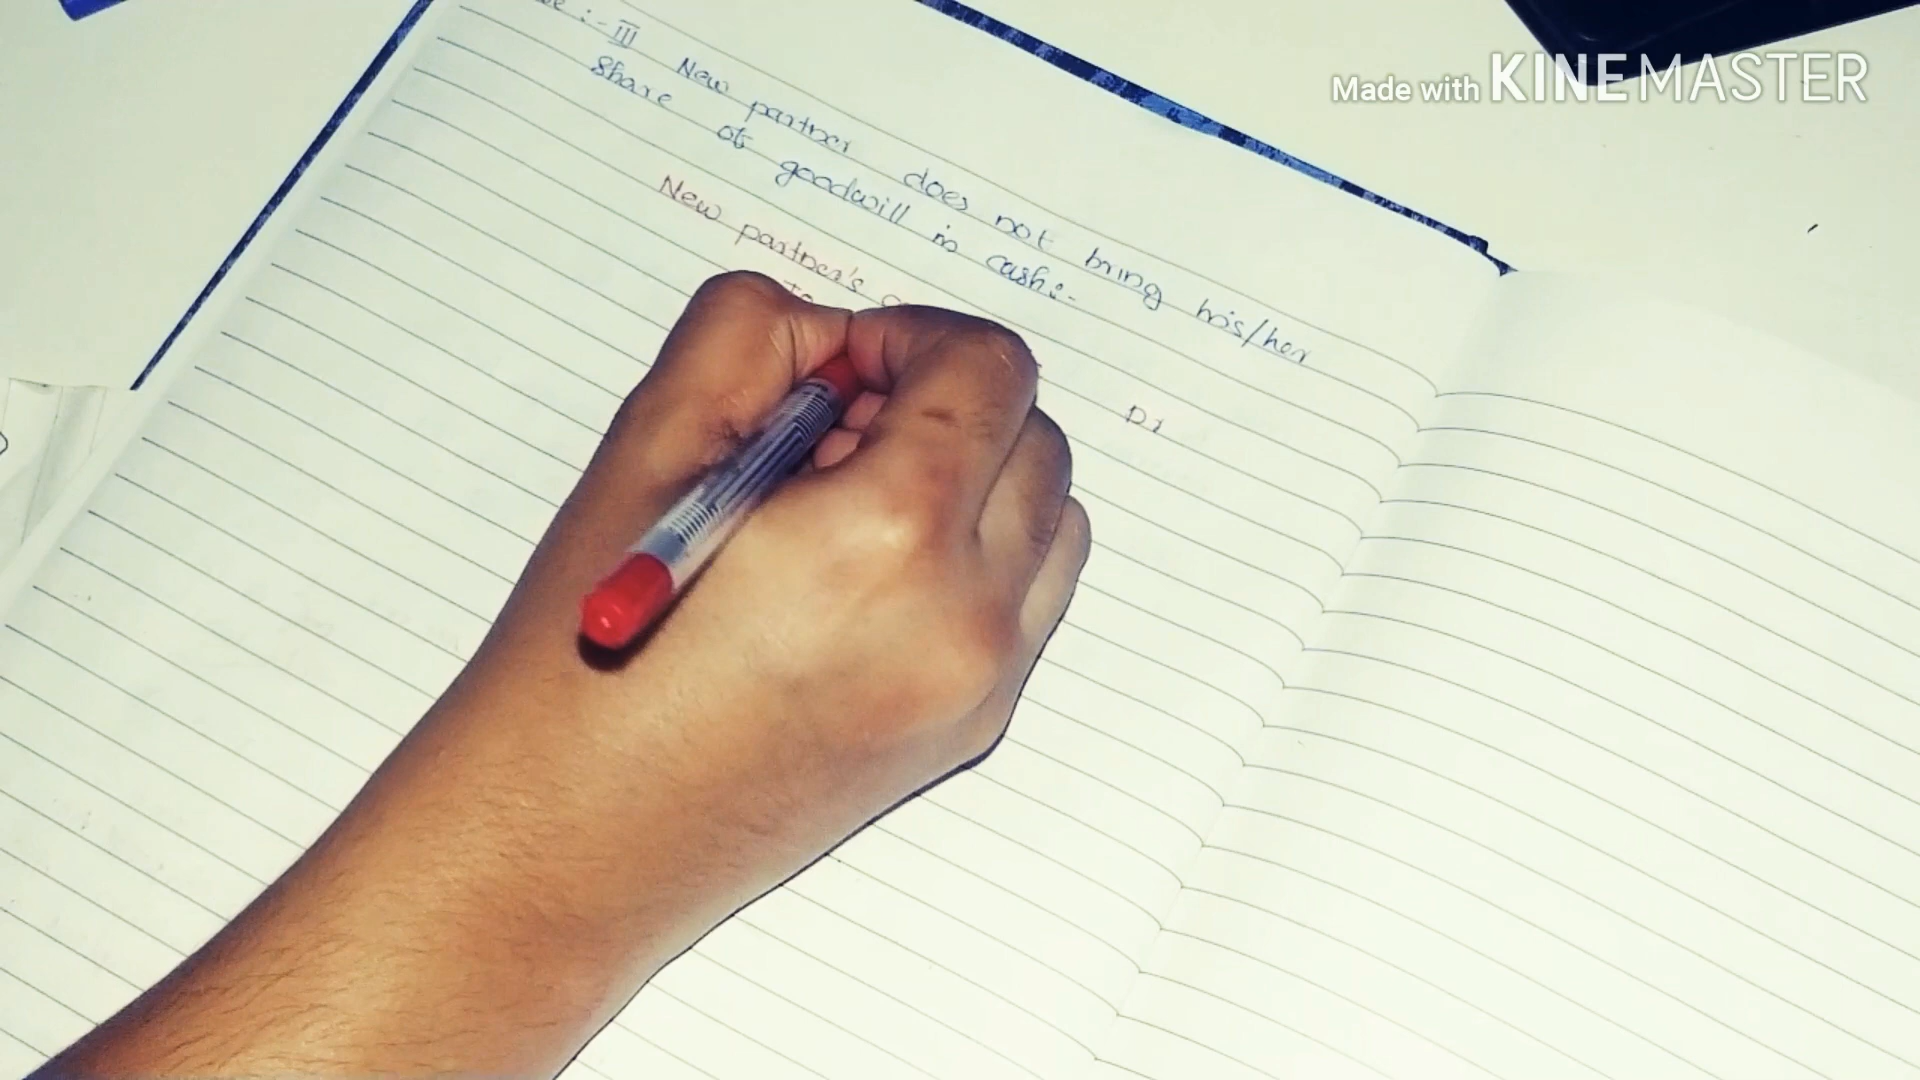 :- III New partner does not bring his/her
Share of goodwill in cash:-
New partner's
Dr
To
Made with KINEMASTER